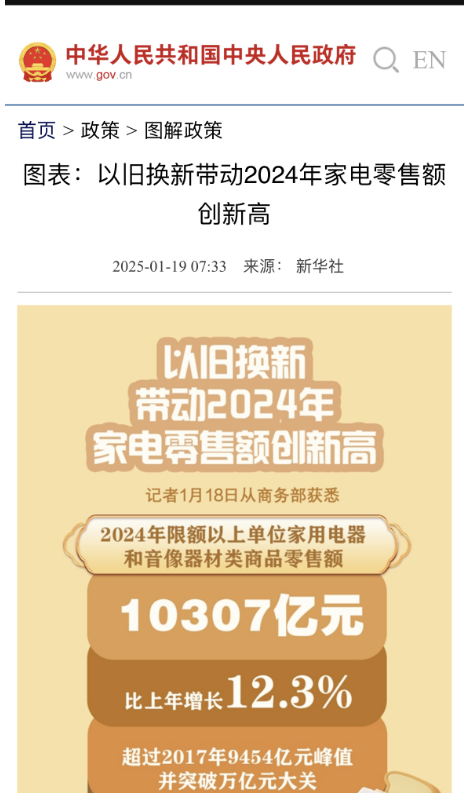 中华人民共和国中央人民政府
www.gov.cn
EN
首页 > 政策 > 图解政策
图表：以旧换新带动2024年家电零售额
创新高
2025-01-19 07:33 来源： 新华社
以旧换新
带动2024年
家电零售额创新高
记者1月18日从商务部获悉
2024年限额以上单位家用电器
和音像器材类商品零售额
10307亿元
比上年增长12.3%
超过2017年9454亿元峰值
并突破万亿元大关